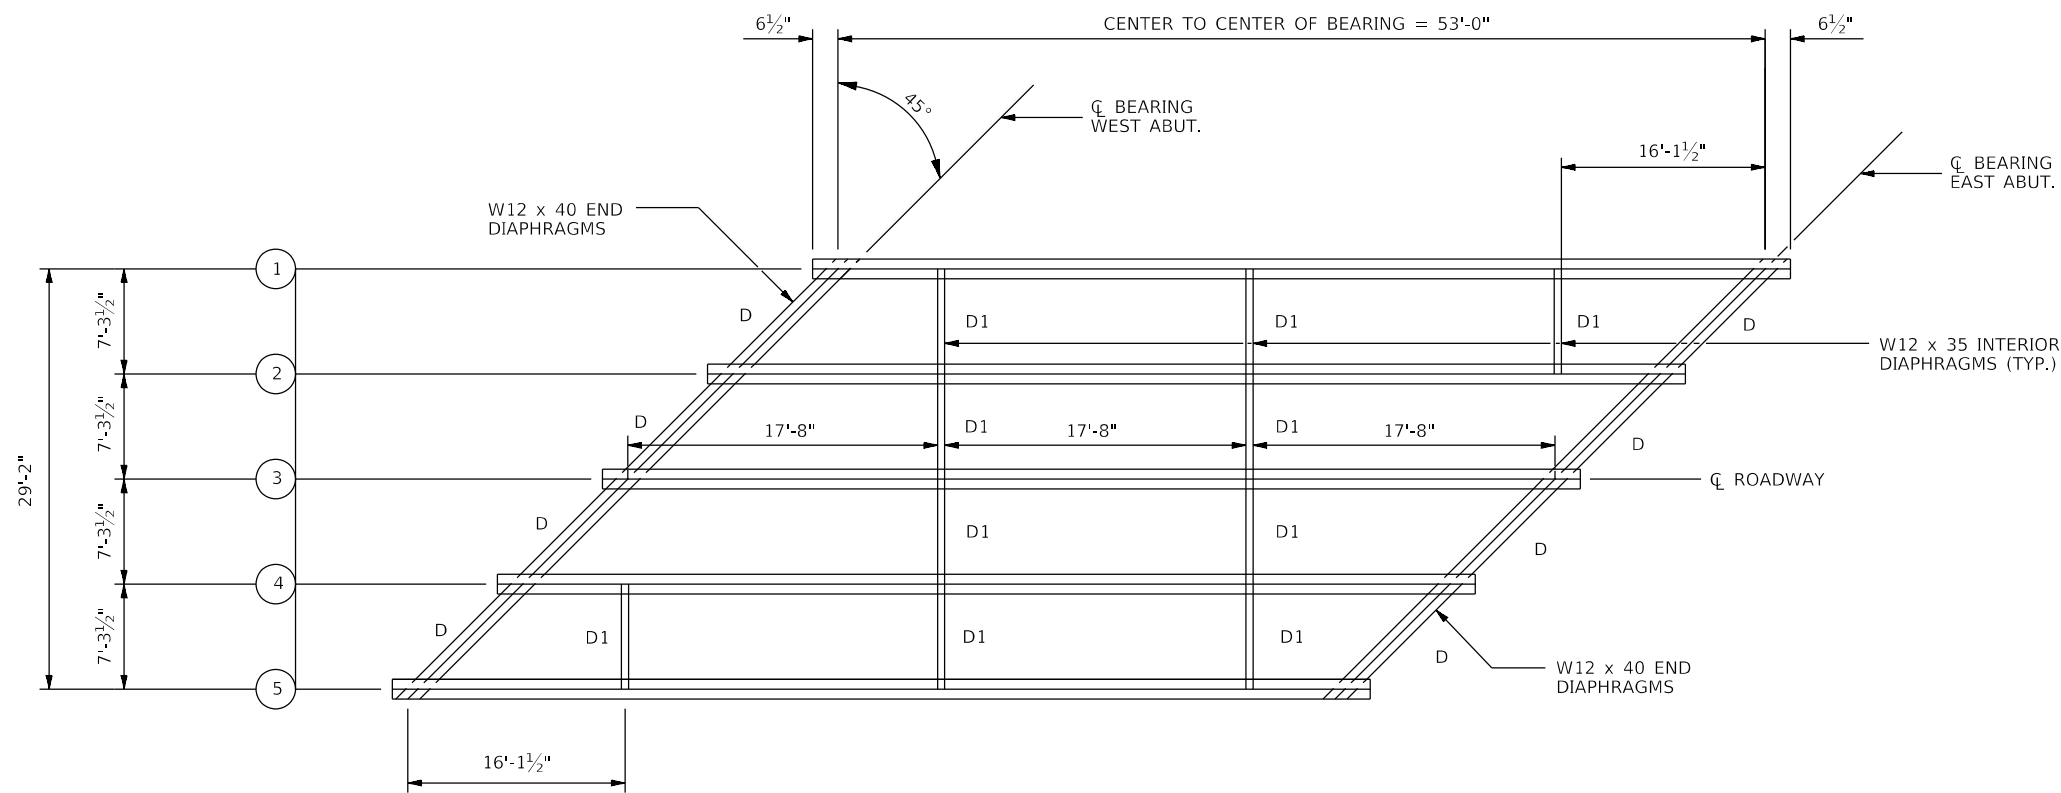 6½"
CENTER TO CENTER OF BEARING = 53'-0"
6½"
45°
℄ BEARING
WEST ABUT.
16'-1½"
℄ BEARING
EAST ABUT.
W12 x 40 END
DIAPHRAGMS
1
7'-3½"
D
D1
D1
D1
D
W12 x 35 INTERIOR
DIAPHRAGMS (TYP.)
2
7'-3½"
D
17'-8"
D1
17'-8"
D1
17'-8"
D
29'-2"
3
℄ ROADWAY
7'-3½"
D
D1
D1
D
4
7'-3½"
D
D1
D1
D1
D
W12 x 40 END
DIAPHRAGMS
5
16'-1½"